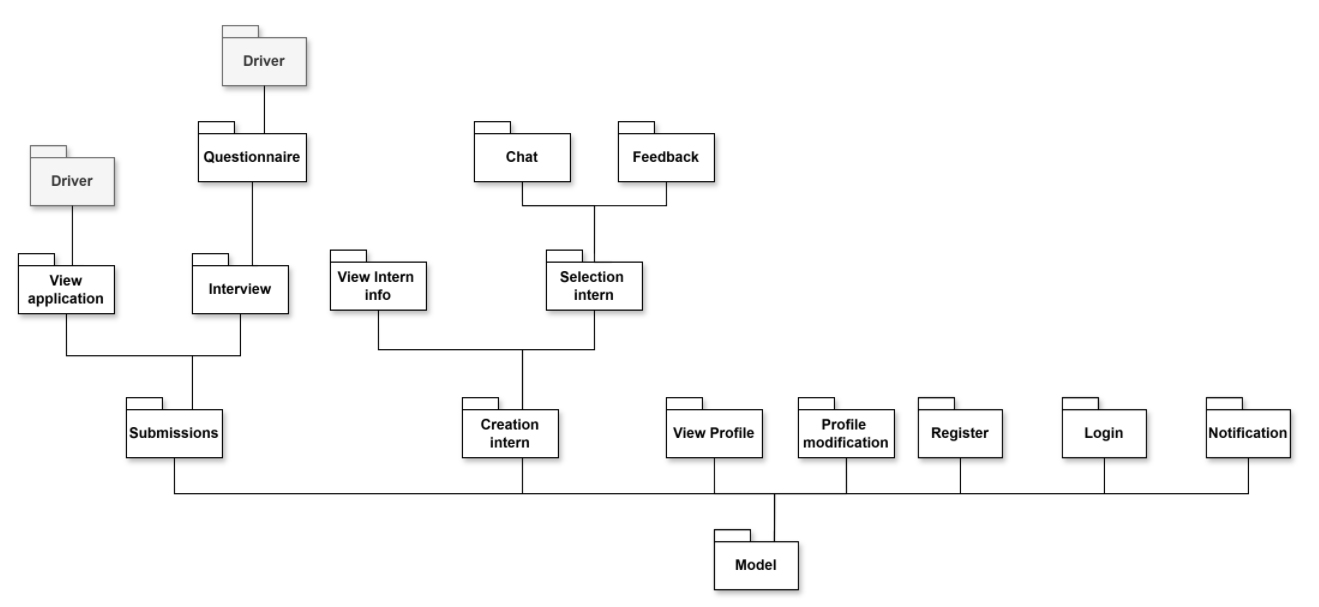 Driver
Questionnaire
Chat
Feedback
Driver
View
application
Interview
View Intern
info
Selection
intern
Submissions
Creation
intern
View Profile
Profile
modification
Register
Login
Notification
Model